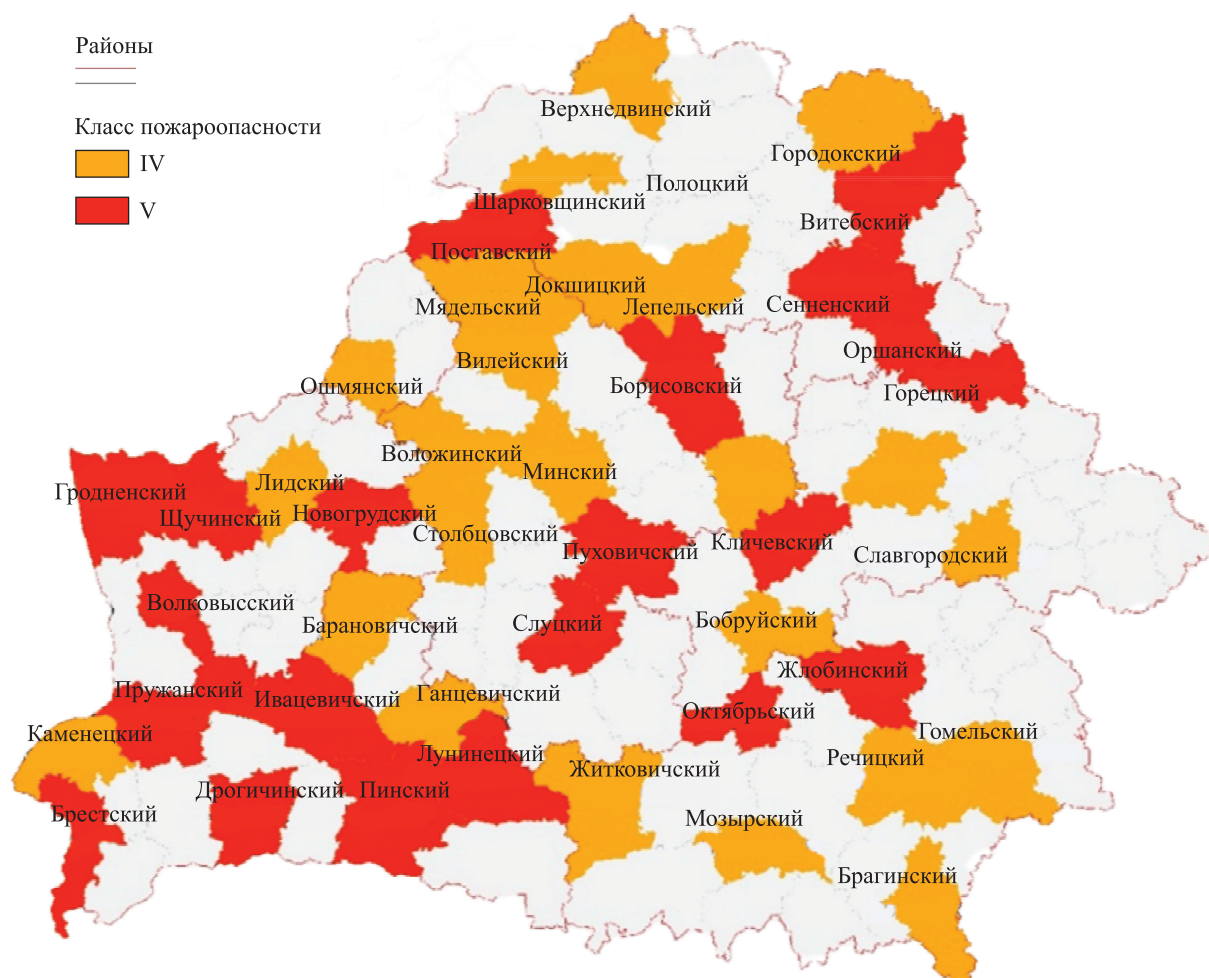 Районы
Класс пожароопасности
IV
V
Верхнедвинский
Городокский
Полоцкий
Шарковщинский
Витебский
Поставский
Докшицкий
Мядельский
Лепельский
Сенненский
Оршанский
Вилейский
Ошмянский
Борисовский
Горецкий
Воложинский
Минский
Лидский
Гродненский
Новогрудский
Щучинский
Столбцовский
Пуховичский
Кличевский
Славгородский
Волковысский
Барановичский
Слуцкий
Бобруйский
Жлобинский
Пружанский
Ивацевичский
Ганцевичский
Октябрьский
Каменецкий
Гомельский
Лунинецкий
Речицкий
Житковичский
Дрогичинский
Пинский
Брестский
Мозырский
Брагинский